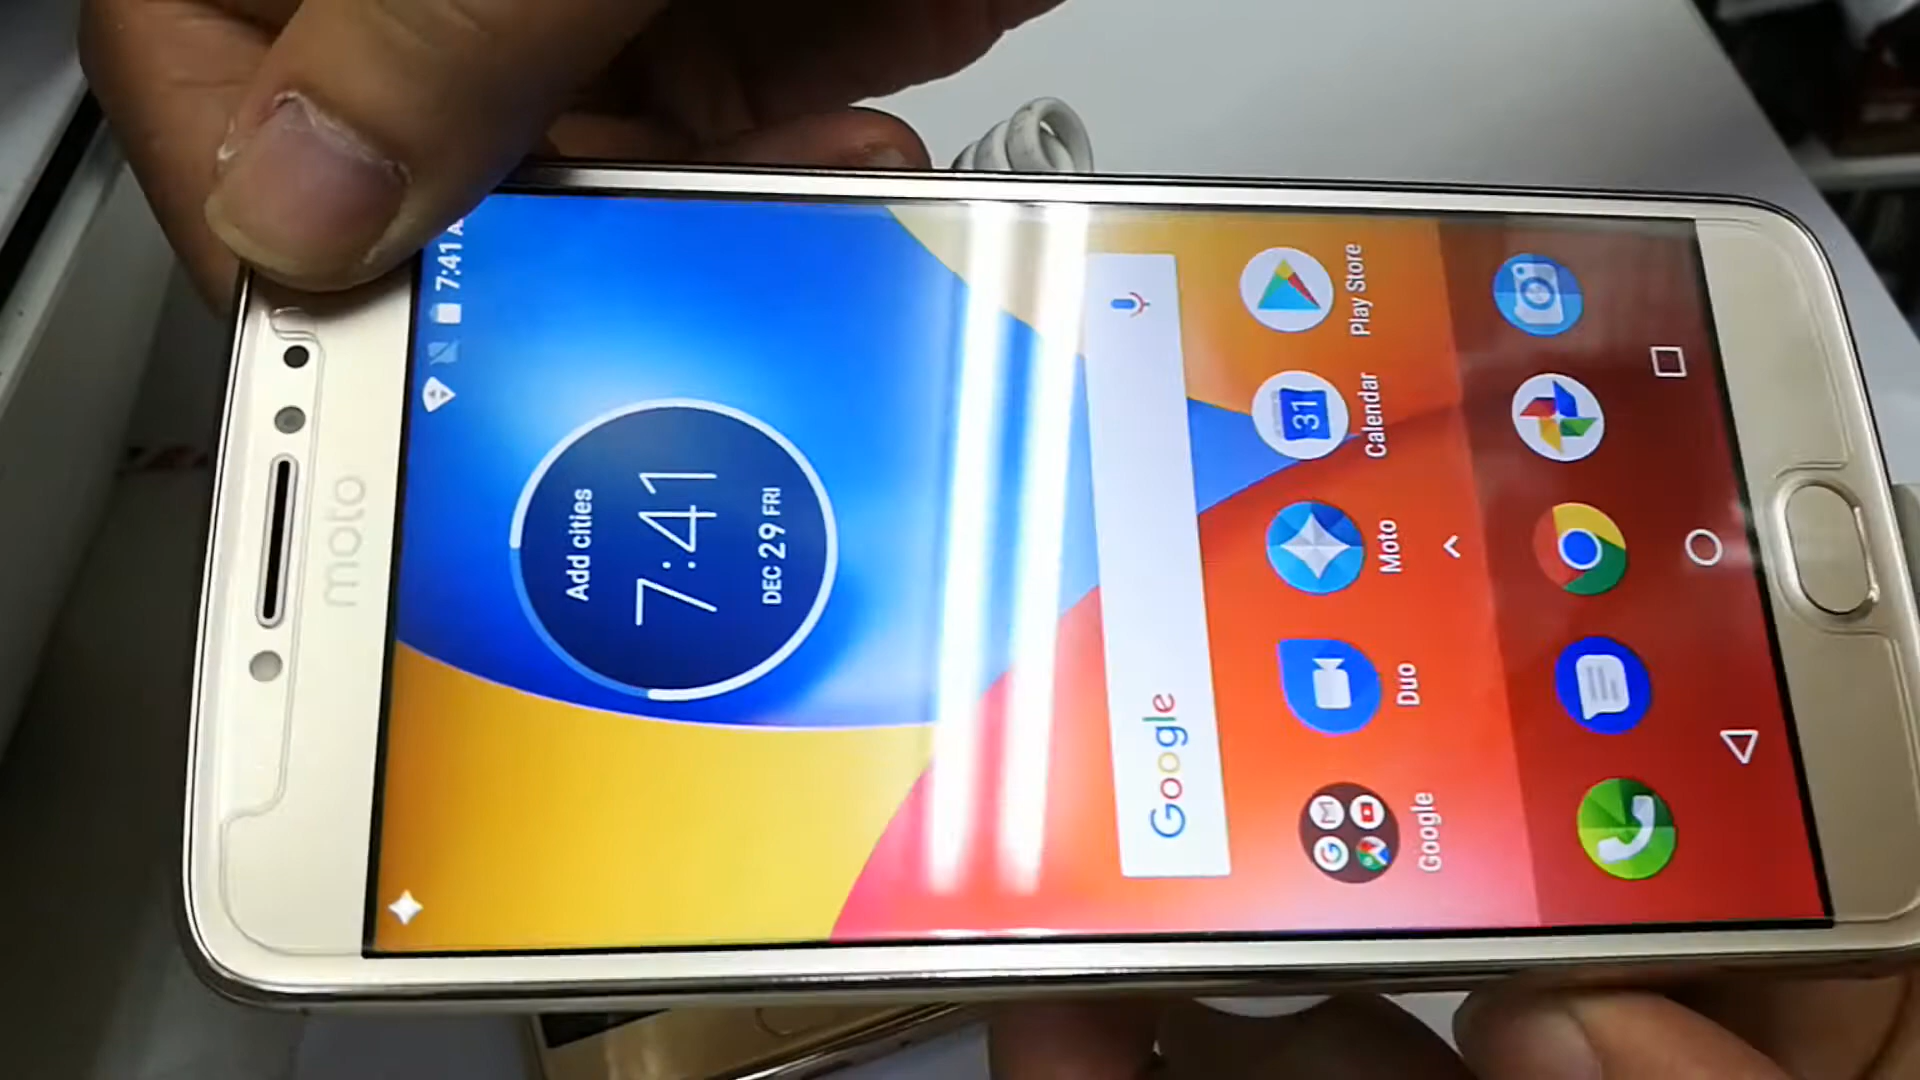 moto
7:41 A
Add cities
7:41
DEC 29 FRI
Google
Google
Duo
Moto
31
Calendar
Play Store